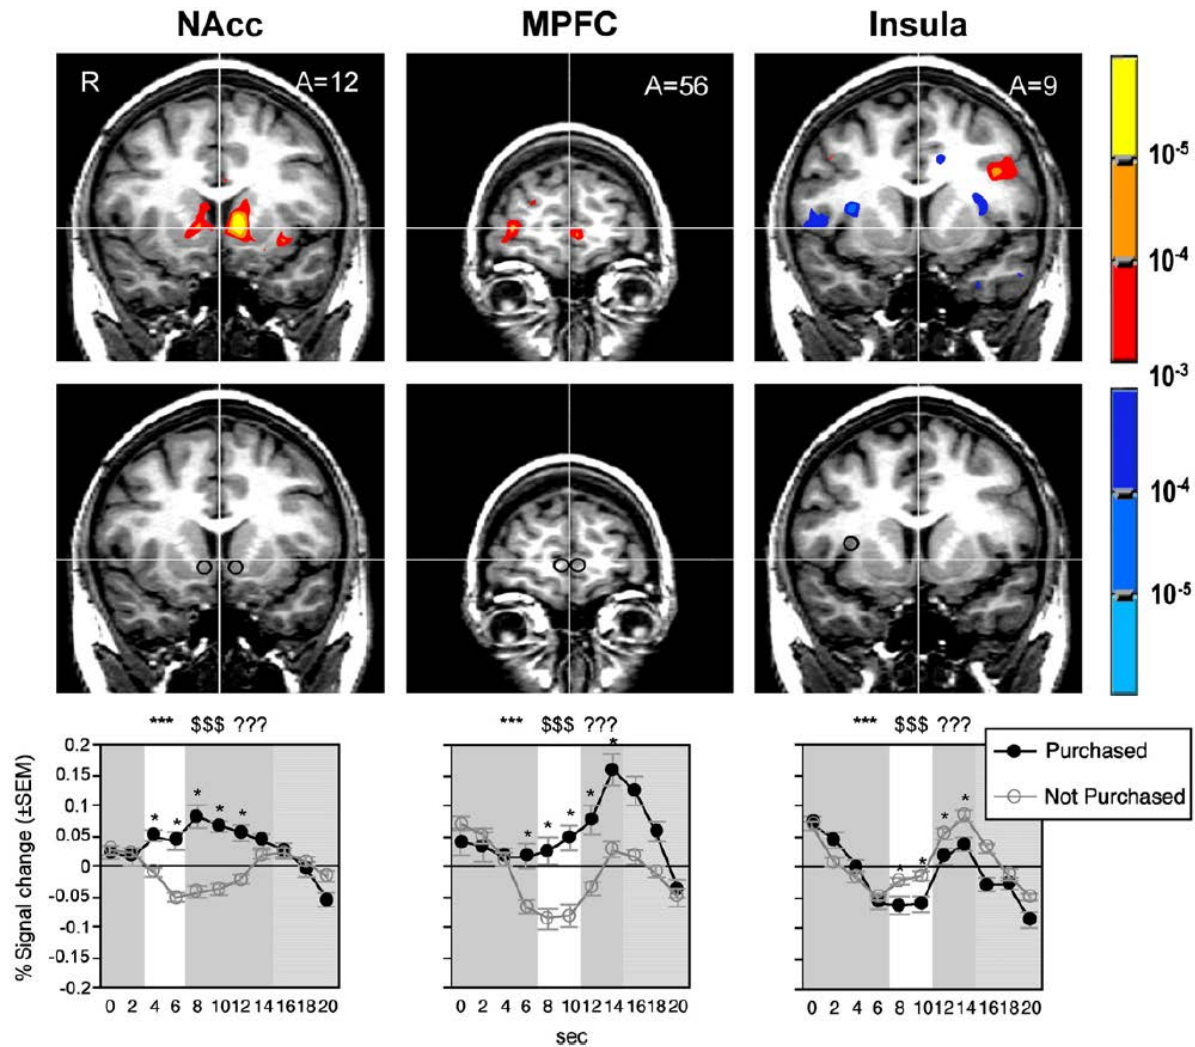 NAcc
MPFC
Insula
R
A=12
A=56
A=9
10-5
10-4
10-3
10-4
10-5
*** $$$ ???
*** $$$ ???
*** $$$ ???
Purchased
Not Purchased
% Signal change (±SEM)
0.2
0.15
0.1
0.05
0
-0.05
-0.1
-0.15
-0.2
* * * * *
* * * * *
* * * *
0 2 4 6 8 10 12 14 16 18 20
0 2 4 6 8 10 12 14 16 18 20
0 2 4 6 8 10 12 14 16 18 20
sec